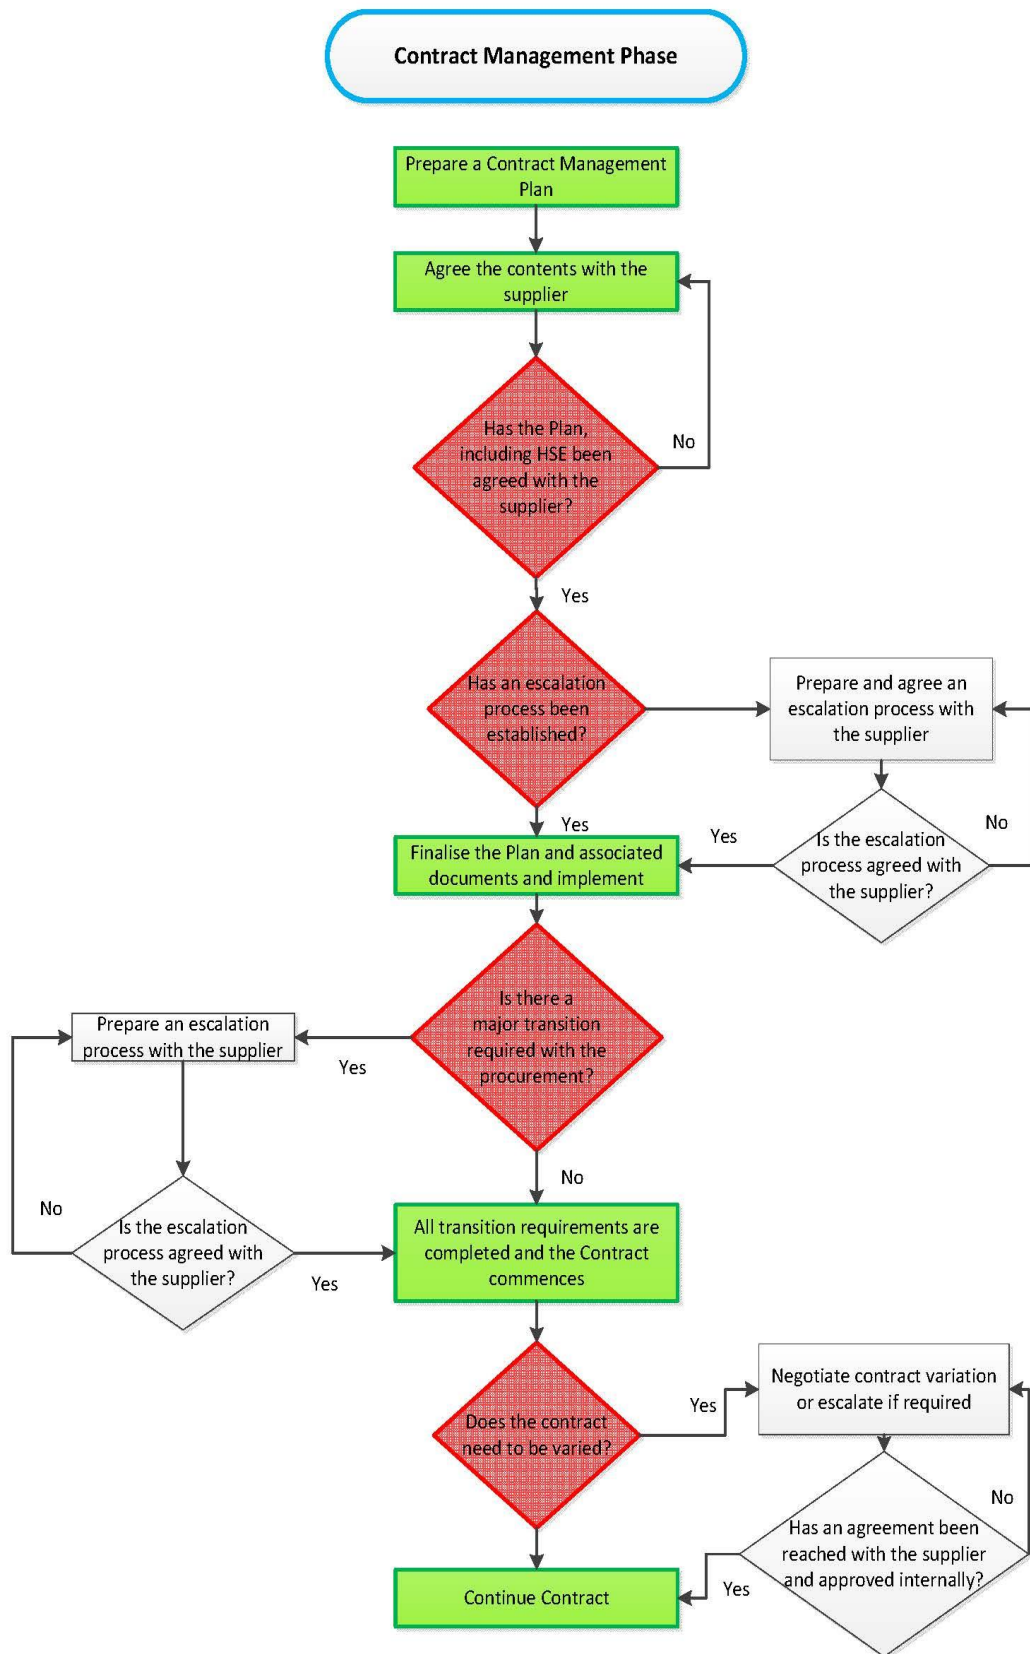 Contract Management Phase
Prepare a Contract Management
Plan
Agree the contents with the
supplier
Has the Plan,
including HSE been
agreed with the
supplier?
No
Yes
Has an escalation
process been
established?
Prepare and agree an
escalation process with
the supplier
Yes
Yes
No
Is the escalation
process agreed with
the supplier?
Finalise the Plan and associated
documents and implement
Is there a
major transition
required with the
procurement?
Yes
Prepare an escalation
process with the supplier
No
No
Is the escalation
process agreed with
the supplier?
Yes
All transition requirements are
completed and the Contract
commences
Does the contract
need to be varied?
Yes
Negotiate contract variation
or escalate if required
No
Has an agreement been
reached with the supplier
and approved internally?
Yes
Continue Contract